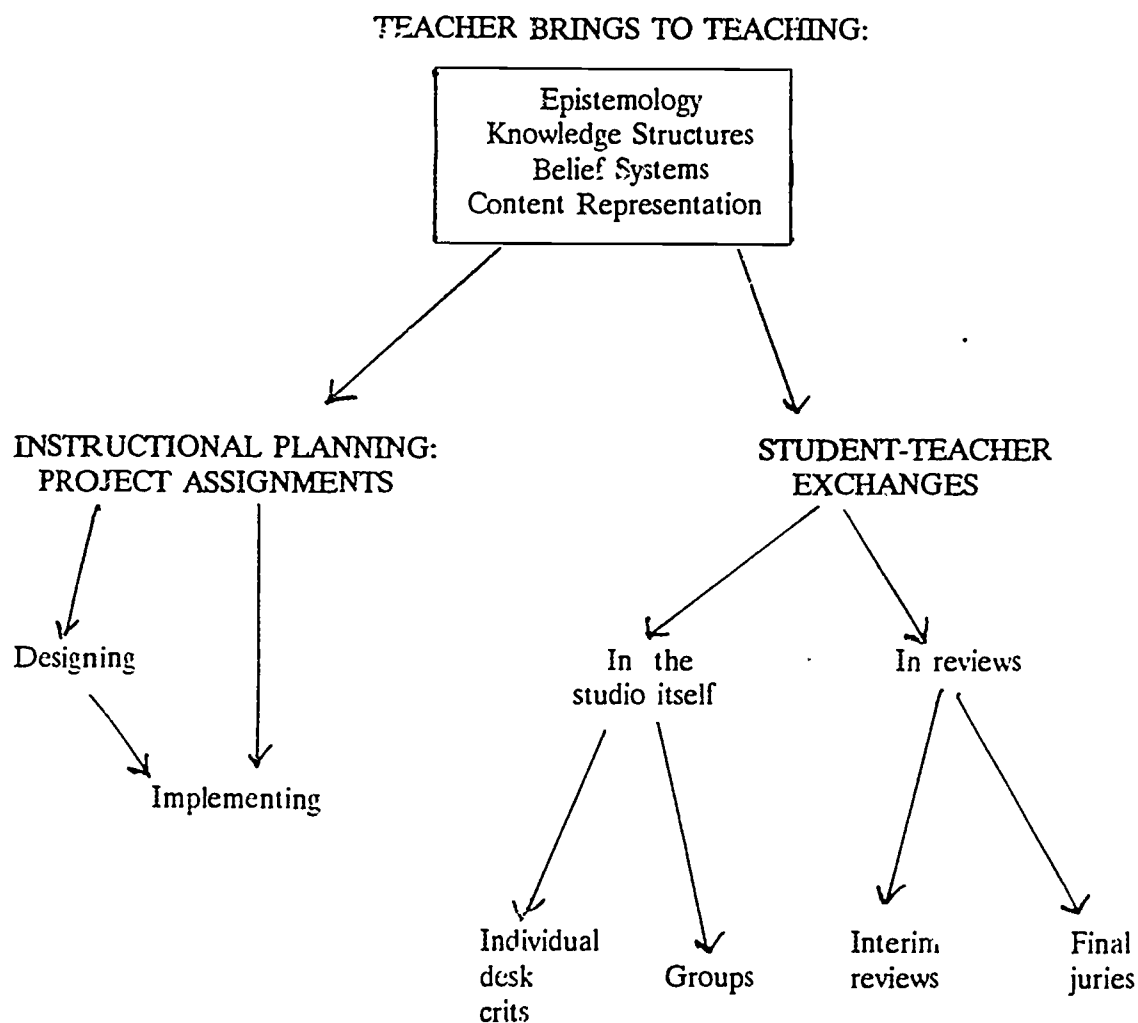 TEACHER BRINGS TO TEACHING:
Epistemology
Knowledge Structures
Belief Systems
Content Representation
INSTRUCTIONAL PLANNING:
PROJECT ASSIGNMENTS
STUDENT-TEACHER
EXCHANGES
Designing
Implementing
In the
studio itself
In reviews
Individual
desk
crits
Groups
Interim
reviews
Final
juries